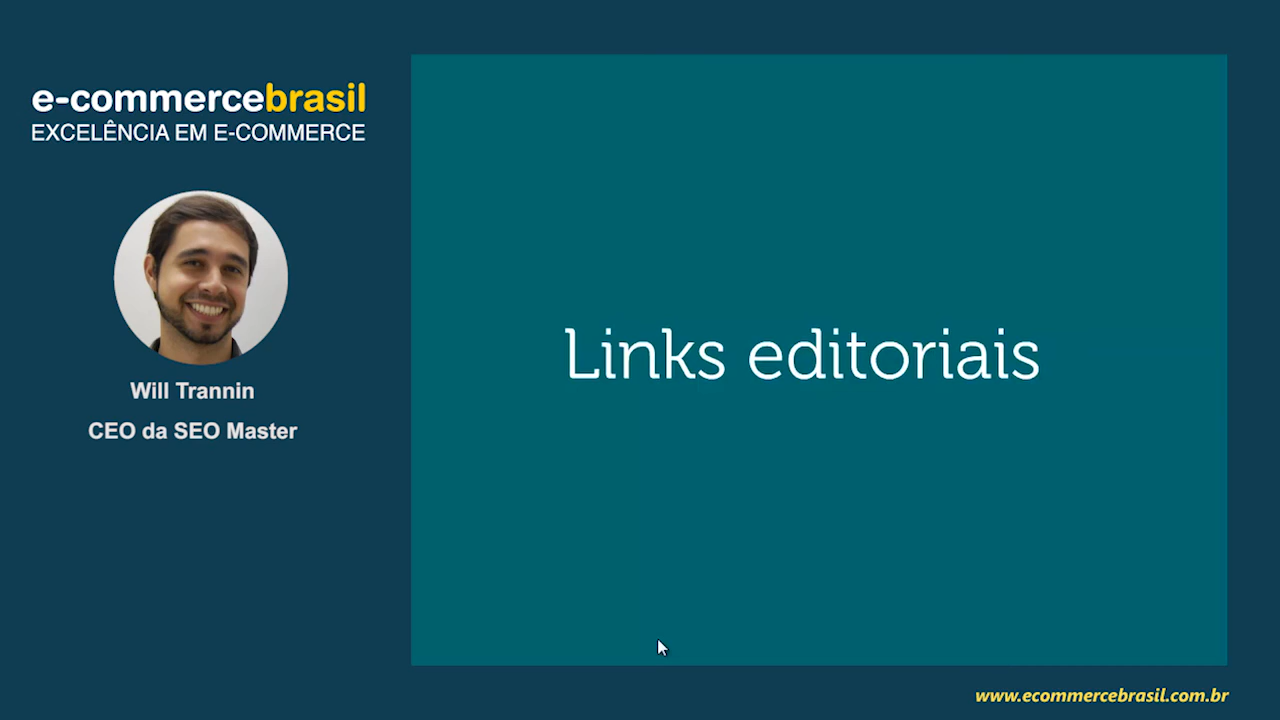 e-commercebrasil
EXCELÊNCIA EM E-COMMERCE
Will Trannin
CEO da SEO Master
Links editoriais
www.ecommercebrasil.com.br